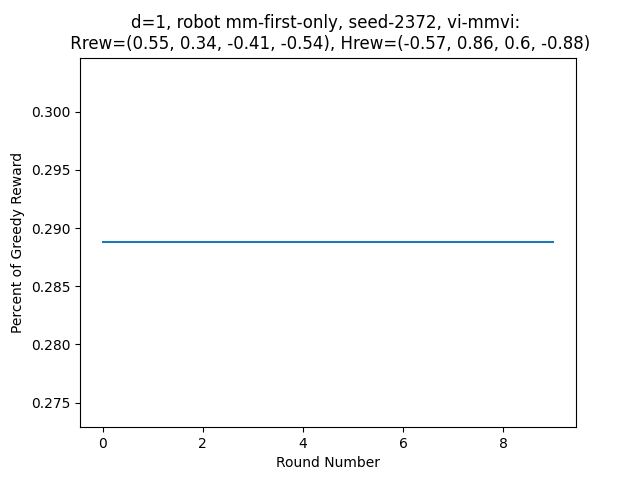 d=1, robot mm-first-only, seed-2372, vi-mmvi:
Rrew=(0.55, 0.34, -0.41, -0.54), Hrew=(-0.57, 0.86, 0.6, -0.88)
0.300
0.295
0.290
0.285
0.280
0.275
Percent of Greedy Reward
0 2 4 6 8
Round Number